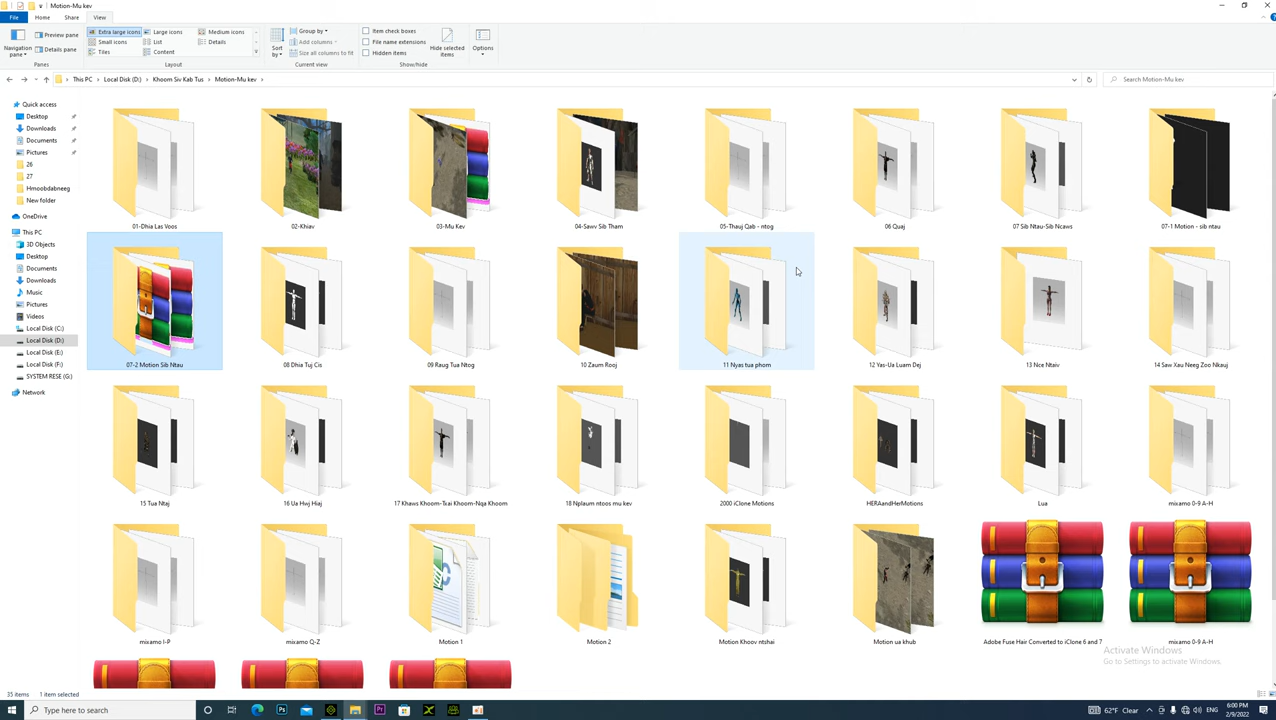 Motion-Mu kev
File Home Share View
Navigation pane
Preview pane
Details pane
Panes
Extra large icons Large icons Medium icons
Small icons List Details
Tiles Content
Layout
Sort by
Group by
Add columns
Size all columns to fit
Current view
Item check boxes
File name extensions
Hidden items
Hide selected items
Show/hide
Options
This PC > Local Disk (D:) > Khoom Siv Kab Tus > Motion-Mu kev >
Search Motion-Mu kev
Quick access
Desktop
Downloads
Documents
Pictures
26
27
Hmoobdabneeg
New folder
OneDrive
This PC
3D Objects
Desktop
Documents
Downloads
Music
Pictures
Videos
Local Disk (C:)
Local Disk (D:)
Local Disk (E:)
Local Disk (F:)
SYSTEM RESE (G:)
Network
01-Dhia Las Voos 02-Khiav 03-Mu Kev 04-Sawv Sib Tham 05-Thauj Qab - ntog 06 Quaj 07 Sib Ntau-Sib Ncaws 07-1 Motion - sib ntau
07-2 Motion Sib Ntau 08 Dhia Tuj Cis 09 Raug Tua Ntog 10 Zaum Rooj 11 Nyas tua phom 12 Yas-Ua Luam Dej 13 Nce Ntaiv 14 Saw Xau Neeg Zoo Nkauj
15 Tua Ntaj 16 Ua Hwj Hiaj 17 Khaws Khoom-Txai Khoom-Nqa Khoom 18 Nplaum ntoos mu kev 2000 iClone Motions HERAandHerMotions Lua mixamo 0-9 A-H
mixamo I-P mixamo Q-Z Motion 1 Motion 2 Motion Khoov ntshai Motion ua khub Adobe Fuse Hair Converted to iClone 6 and 7 mixamo 0-9 A-H
Activate Windows
Go to Settings to activate Windows.
35 items 1 item selected
Type here to search
62°F Clear
ENG
6:00 PM
2/9/2022